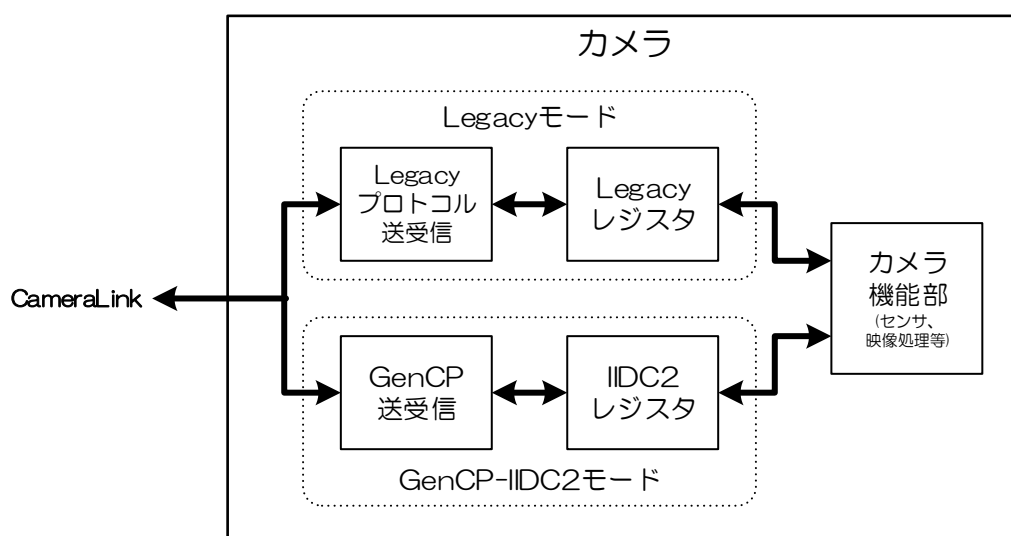 カメラ
Legacyモード
Legacy
プロトコル
送受信
Legacy
レジスタ
カメラ
機能部
(センサ、
映像処理等)
CameraLink
GenCP
送受信
IIDC2
レジスタ
GenCP-IIDC2モード